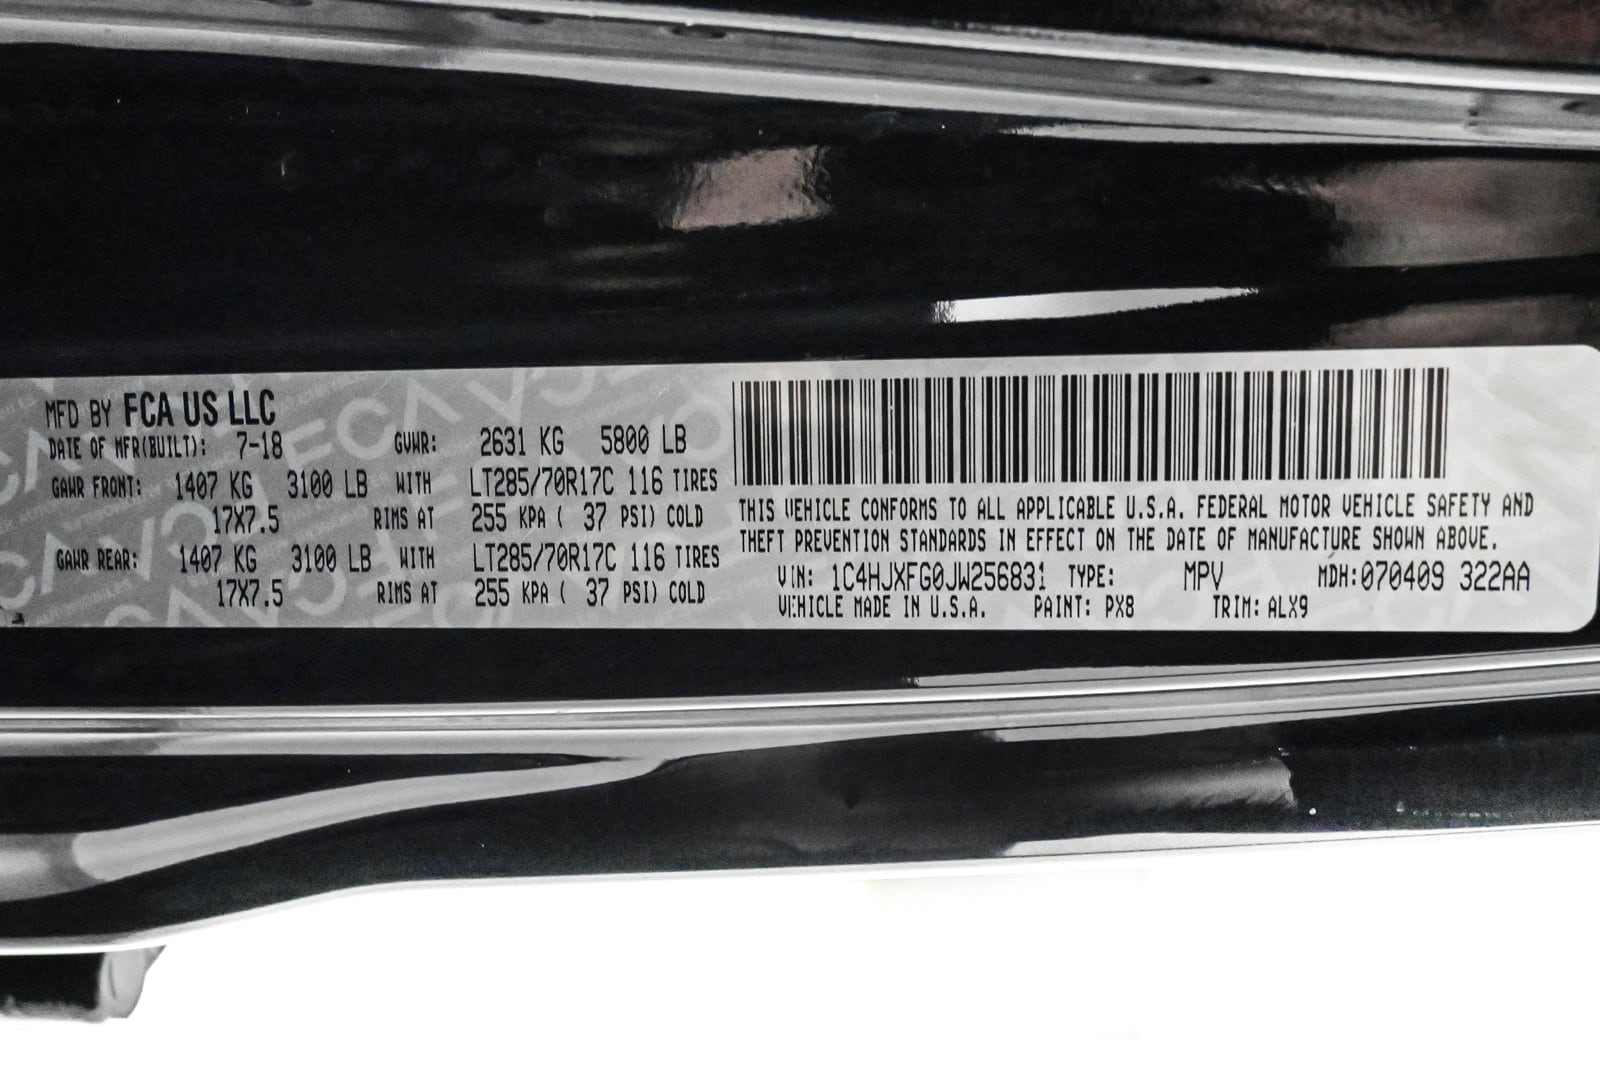 MFD BY FCA US LLC
DATE OF MFR(BUILT): 7-18 GVWR: 2631 KG 5800 LB
GAWR FRONT: 1407 KG 3100 LB WITH LT285/70R17C 116 TIRES
17X7.5 RIMS AT 255 KPA ( 37 PSI) COLD
GAWR REAR: 1407 KG 3100 LB WITH LT285/70R17C 116 TIRES
17X7.5 RIMS AT 255 KPA ( 37 PSI) COLD
THIS VEHICLE CONFORMS TO ALL APPLICABLE U.S.A. FEDERAL MOTOR VEHICLE SAFETY AND
THEFT PREVENTION STANDARDS IN EFFECT ON THE DATE OF MANUFACTURE SHOWN ABOVE.
VIN: 1C4HJXFG0JW256831 TYPE: MPV MDH:070409 322AA
VEHICLE MADE IN U.S.A. PAINT: PX8 TRIM: ALX9